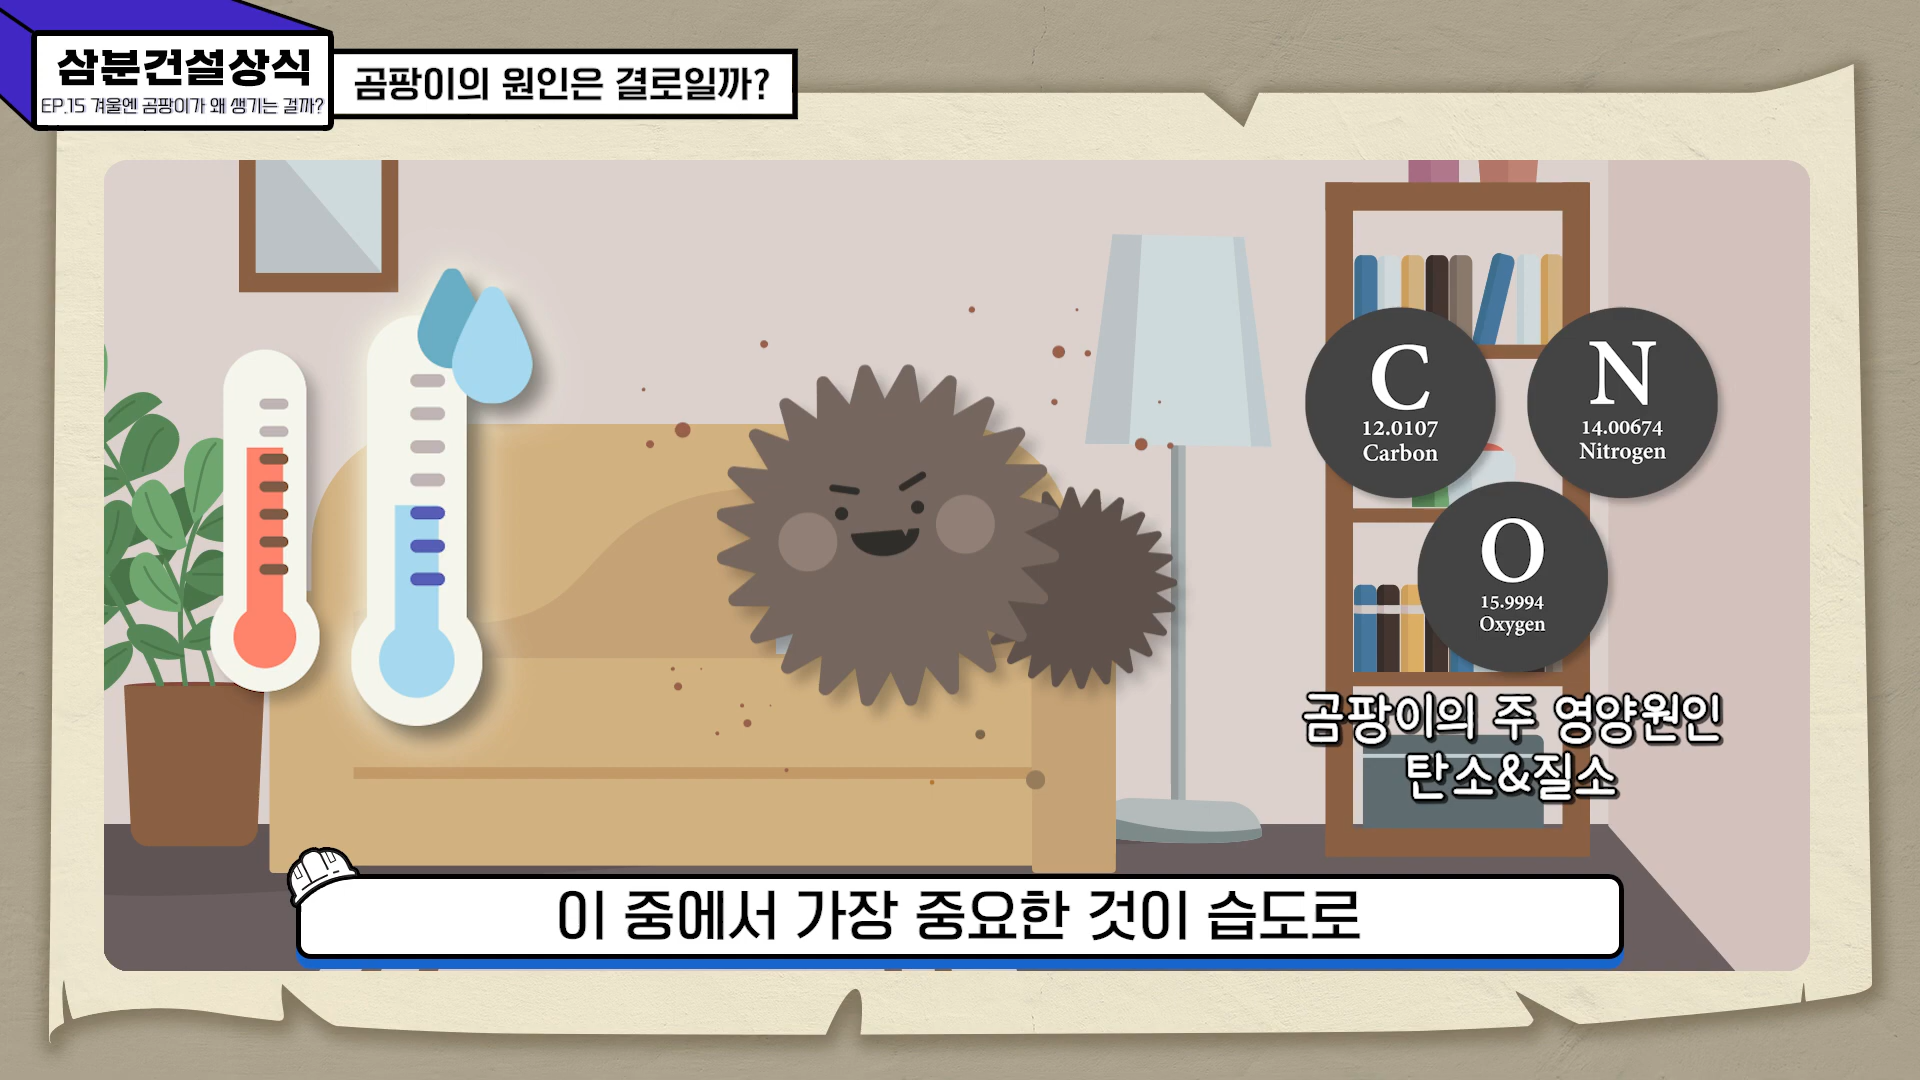 삼분건설상식
EP.15 겨울엔 곰팡이가 왜 생기는 걸까?
곰팡이의 원인은 결로일까?
C
12.0107
Carbon
N
14.00674
Nitrogen
O
15.9994
Oxygen
곰팡이의 주 영양원인
탄소&질소
이 중에서 가장 중요한 것이 습도로